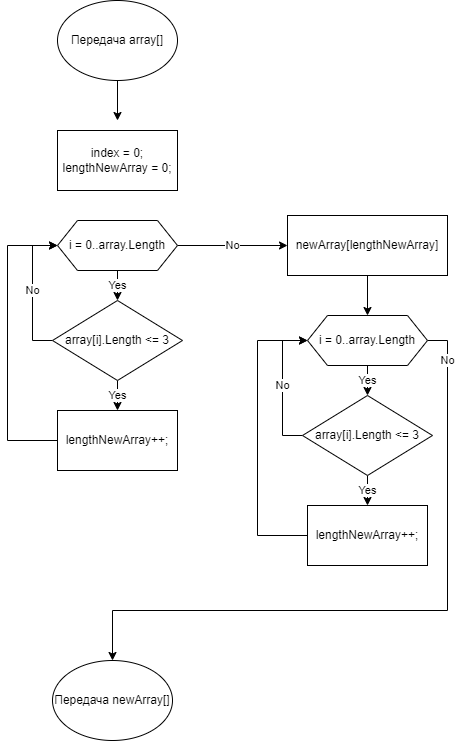 Передача array[]
index = 0;
lengthNewArray = 0;
i = 0..array.Length
No
newArray[lengthNewArray]
Yes
No
array[i].Length <= 3
Yes
lengthNewArray++;
i = 0..array.Length
No
Yes
No
array[i].Length <= 3
Yes
lengthNewArray++;
Передача newArray[]